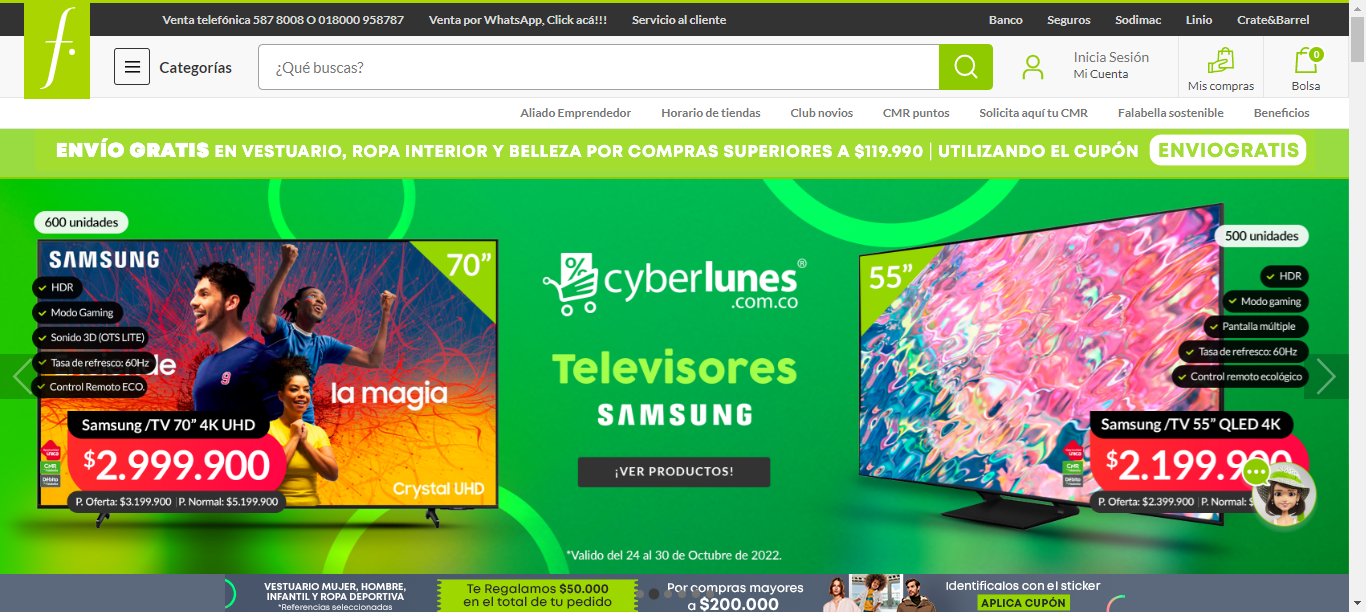 Venta telefónica 587 8008 O 018000 958787
Venta por WhatsApp, Click acá!!!
Servicio al cliente
Banco
Seguros
Sodimac
Linio
Crate&Barrel
f.
Categorías
¿Qué buscas?
Inicia Sesión
Mi Cuenta
Mis compras
0
Bolsa
Aliado Emprendedor
Horario de tiendas
Club novios
CMR puntos
Solicita aquí tu CMR
Falabella sostenible
Beneficios
ENVÍO GRATIS EN VESTUARIO, ROPA INTERIOR Y BELLEZA POR COMPRAS SUPERIORES A $119.990 | UTILIZANDO EL CUPÓN ENVIOGRATIS
600 unidades
SAMSUNG
70”
HDR
Modo Gaming
Sonido 3D (OTS LITE)
Tasa de refresco: 60Hz
Control Remoto ECO.
de
la magia
9
Samsung /TV 70” 4K UHD
$2.999.900
P. Oferta: $3.199.900 | P. Normal: $5.199.900
Crystal UHD
%
cyberlunes®
.com.co
Televisores
SAMSUNG
¡VER PRODUCTOS!
*Valido del 24 al 30 de Octubre de 2022.
500 unidades
55”
HDR
Modo gaming
Pantalla múltiple
Tasa de refresco: 60Hz
Control remoto ecológico
Samsung /TV 55” QLED 4K
$2.199.900
P. Oferta: $2.399.900 | P. Normal: $
VESTUARIO MUJER, HOMBRE,
INFANTIL Y ROPA DEPORTIVA
*Referencias seleccionadas
Te Regalamos $50.000
en el total de tu pedido
Por compras mayores
a $200.000
Identificalos con el sticker
APLICA CUPÓN